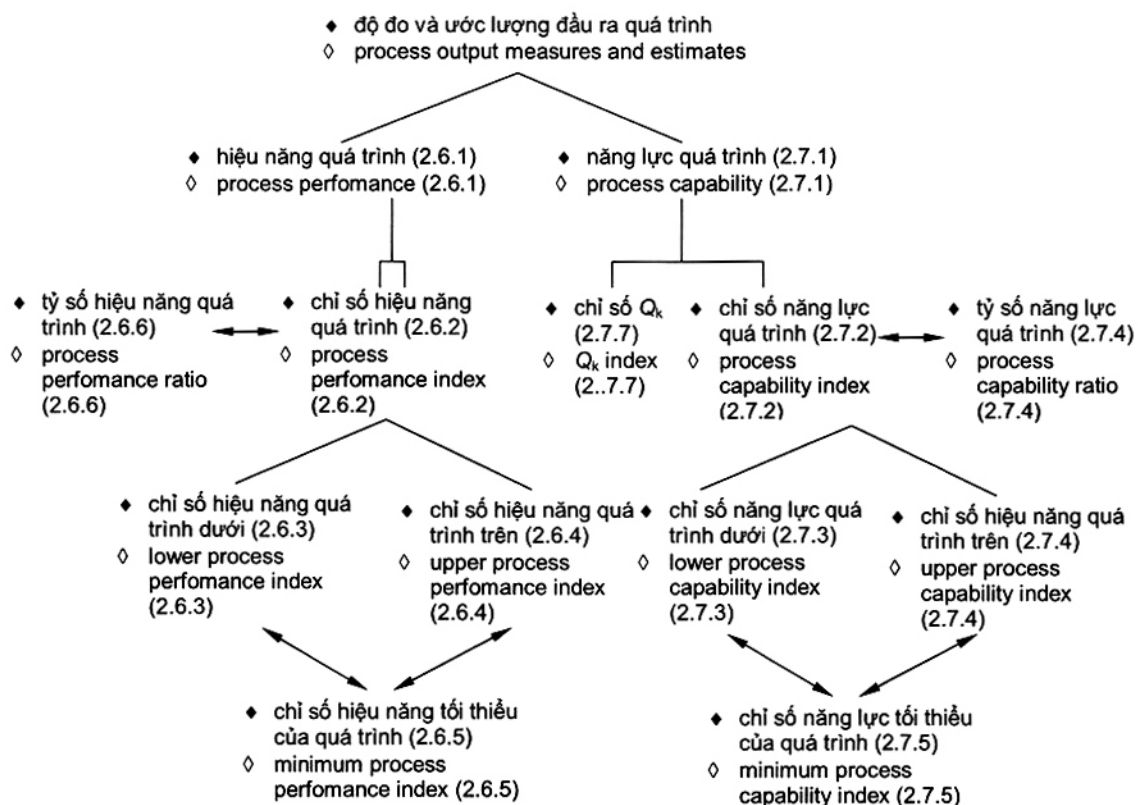 ♦ độ đo và ước lượng đầu ra quá trình
◊ process output measures and estimates
♦ hiệu năng quá trình (2.6.1)
◊ process perfomance (2.6.1)
♦ năng lực quá trình (2.7.1)
◊ process capability (2.7.1)
♦ tỷ số hiệu năng quá
trình (2.6.6)
◊ process
perfomance ratio
(2.6.6)
♦ chỉ số hiệu năng
quá trình (2.6.2)
◊ process
perfomance index
(2.6.2)
♦ chỉ số Qk
(2.7.7)
◊ Qk index
(2..7.7)
♦ chỉ số năng lực
quá trình (2.7.2)
◊ process
capability index
(2.7.2)
♦ tỷ số năng lực
quá trình (2.7.4)
◊ process
capability ratio
(2.7.4)
♦ chỉ số hiệu năng quá
trình dưới (2.6.3)
◊ lower process
perfomance index
(2.6.3)
♦ chỉ số hiệu năng quá
trình trên (2.6.4)
◊ upper process
perfomance index
(2.6.4)
♦ chỉ số năng lực quá
trình dưới (2.7.3)
◊ lower process
capability index
(2.7.3)
♦ chỉ số hiệu năng quá
trình trên (2.7.4)
◊ upper process
capability index
(2.7.4)
♦ chỉ số hiệu năng tối thiểu
của quá trình (2.6.5)
◊ minimum process
perfomance index (2.6.5)
♦ chỉ số năng lực tối thiểu
của quá trình (2.7.5)
◊ minimum process
capability index (2.7.5)